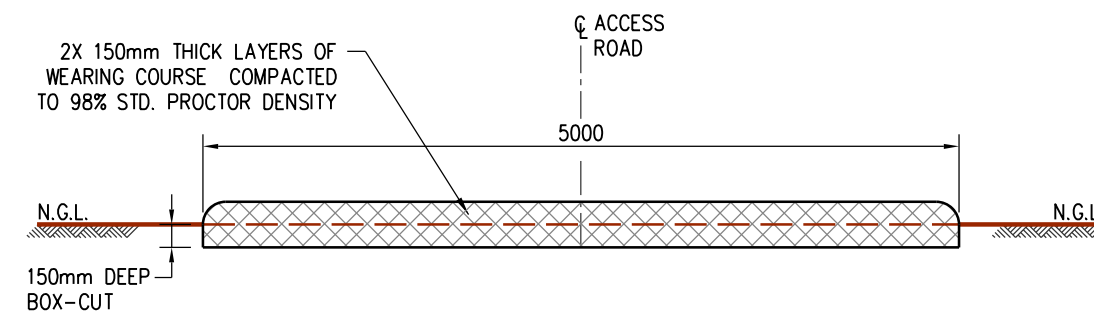 ℄ ACCESS
ROAD
2X 150mm THICK LAYERS OF
WEARING COURSE COMPACTED
TO 98% STD. PROCTOR DENSITY
5000
N.G.L.
N.G.L
150mm DEEP
BOX-CUT